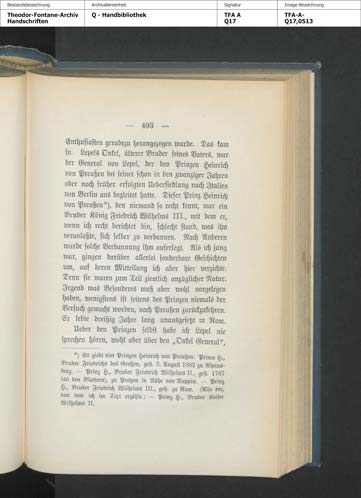 Bestandsbezeichnung
Archivalieneinheit
Signatur
Image-Bezeichnung
Theodor-Fontane-Archiv
Handschriften
Q - Handbibliothek
TFA A
Q17
TFA-A-
Q17,0513
— 493 —
Enthusiasten geradezu herangezogen wurde. Das kam
so. Lepels Onkel, älterer Bruder seines Vaters, war
der General von Lepel, der den Prinzen Heinrich
von Preußen bei seiner schon in den zwanziger Jahren
oder noch früher erfolgten Uebersiedlung nach Italien
von Berlin aus begleitet hatte. Dieser Prinz Heinrich
von Preußen*), den niemand so recht kennt, war ein
Bruder König Friedrich Wilhelms III., mit dem er,
wenn ich recht berichtet bin, schlecht stand, was ihn
veranlaßte, sich selber zu verbannen. Nach Anderen
wurde solche Verbannung ihm auferlegt. Als ich jung
war, gingen darüber allerlei sonderbare Geschichten
um, auf deren Mitteilung ich aber hier verzichte.
Denn sie waren zum Teil ziemlich anzüglicher Natur.
Irgend was Besonderes muß aber wohl vorgelegen
haben, wenigstens ist seitens des Prinzen niemals der
Versuch gemacht worden, nach Preußen zurückzukehren.
Er lebte dreißig Jahre lang unausgesetzt in Rom.
Ueber den Prinzen selbst habe ich Lepel nie
sprechen hören, wohl aber über den „Onkel General“,
*) Es giebt vier Prinzen Heinrich von Preußen: Prinz H.,
Bruder Friedrichs des Großen, gest. 3. August 1802 zu Rheins-
berg. — Prinz H., Bruder Friedrich Wilhelms II., gest. 1767
(an den Blattern), zu Protzen in Nähe von Ruppin. — Prinz
H., Bruder Friedrich Wilhelms III., gest. zu Rom. (Also der,
von dem ich im Text erzähle.) — Prinz H., Bruder Kaiser
Wilhelms II.